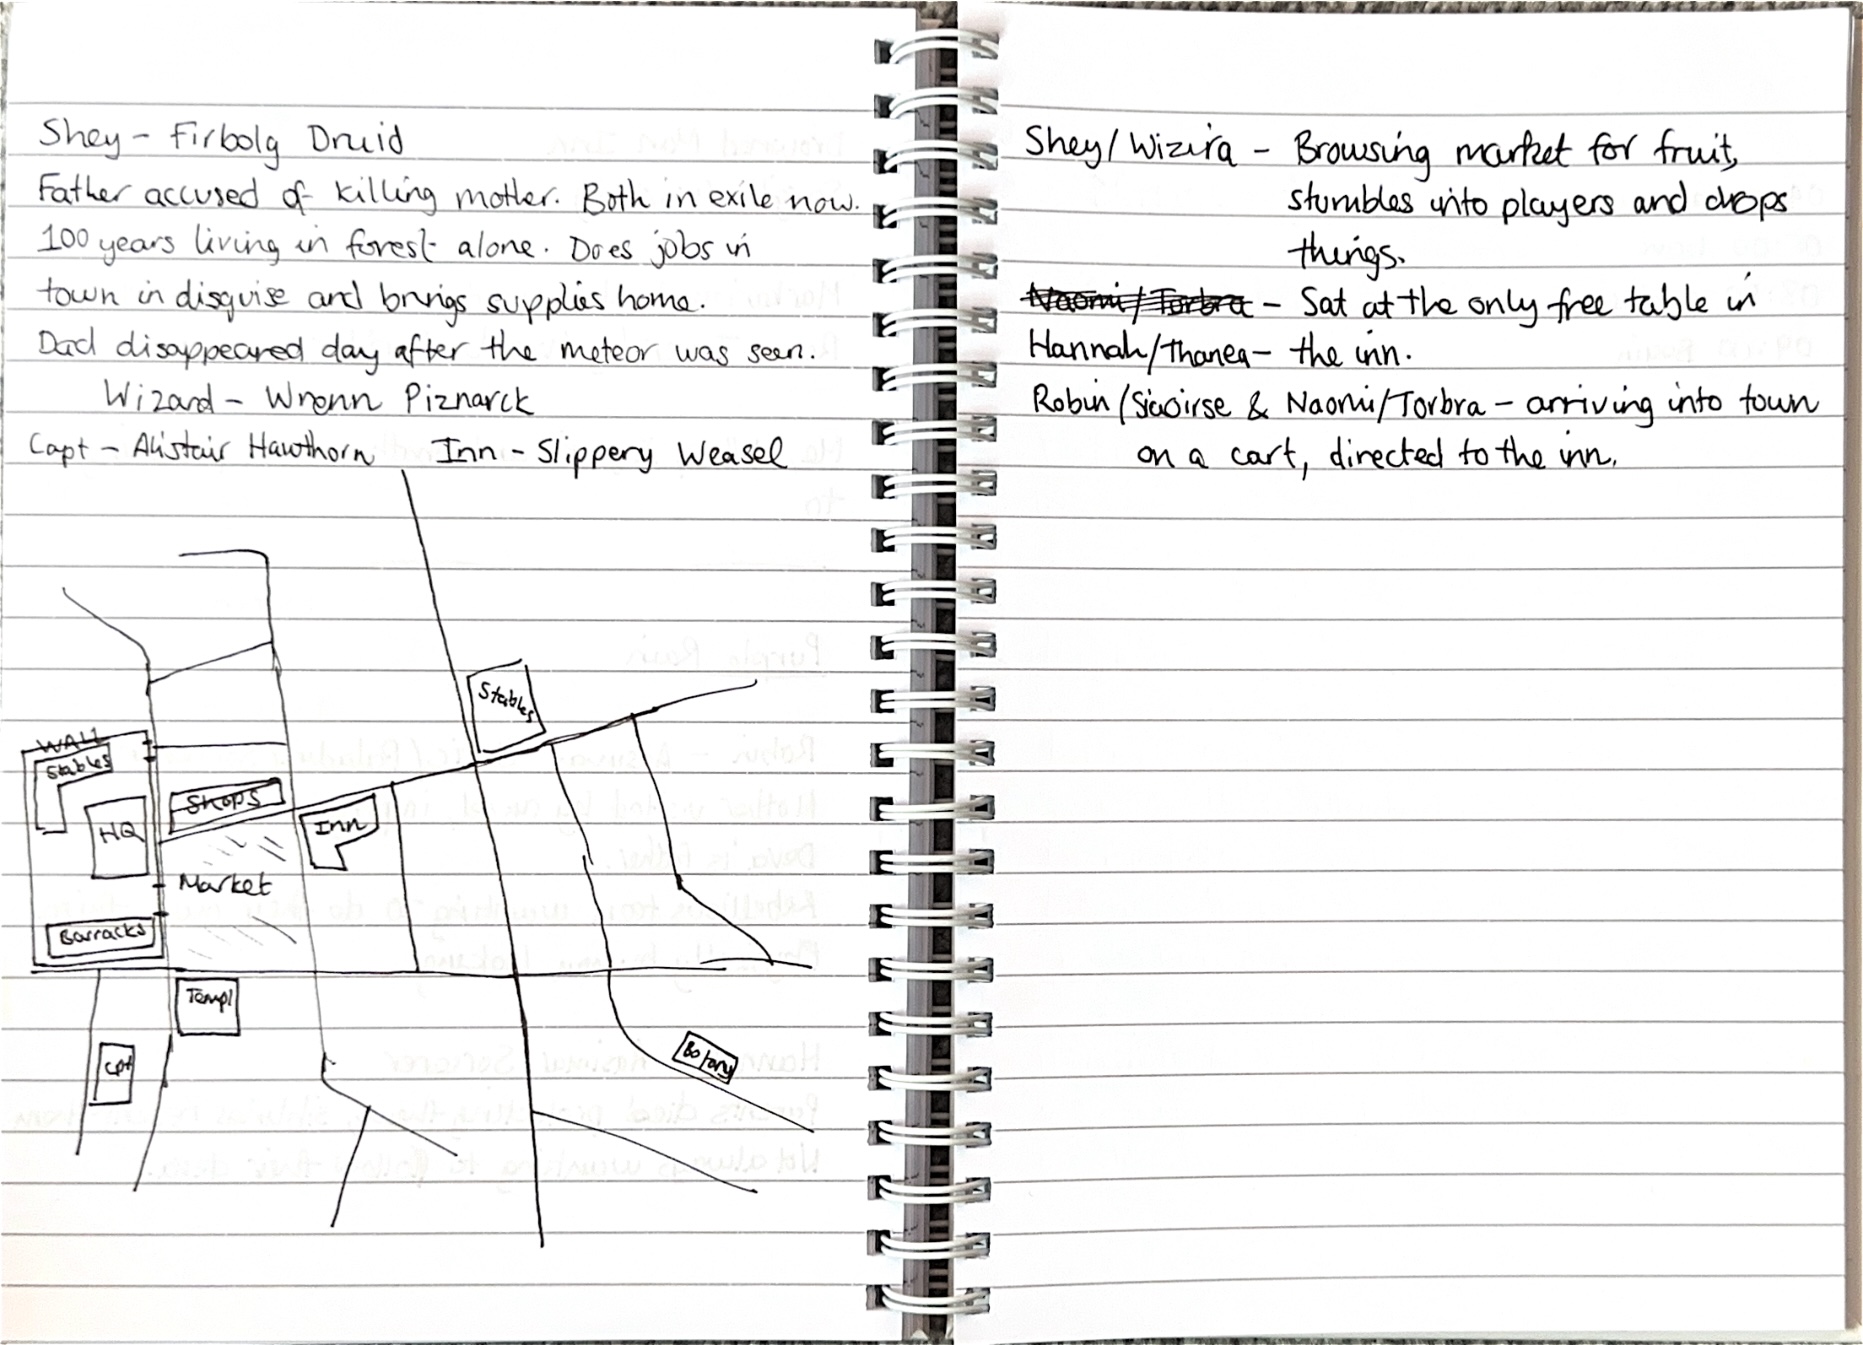 Shey - Firbolg Druid
Father accused of killing mother. Both in exile now.
100 years living in forest alone. Does jobs in
town in disguise and brings supplies home.
Dad disappeared day after the meteor was seen.
Wizard - Wrenn Piznarck
Capt - Alistair Hawthorn    Inn - Slippery Weasel
Stables
WALL
Stables
Shops
HQ
Inn
Market
Barracks
Templ
Cpt
Botany
Shey/Wizira - Browsing market for fruit,
stumbles into players and drops
things.
Naomi/Torbra - Sat at the only free table in
Hannah/Thanea - the inn.
Robin/Siaoirse & Naomi/Torbra - arriving into town
on a cart, directed to the inn.
Purple Rain